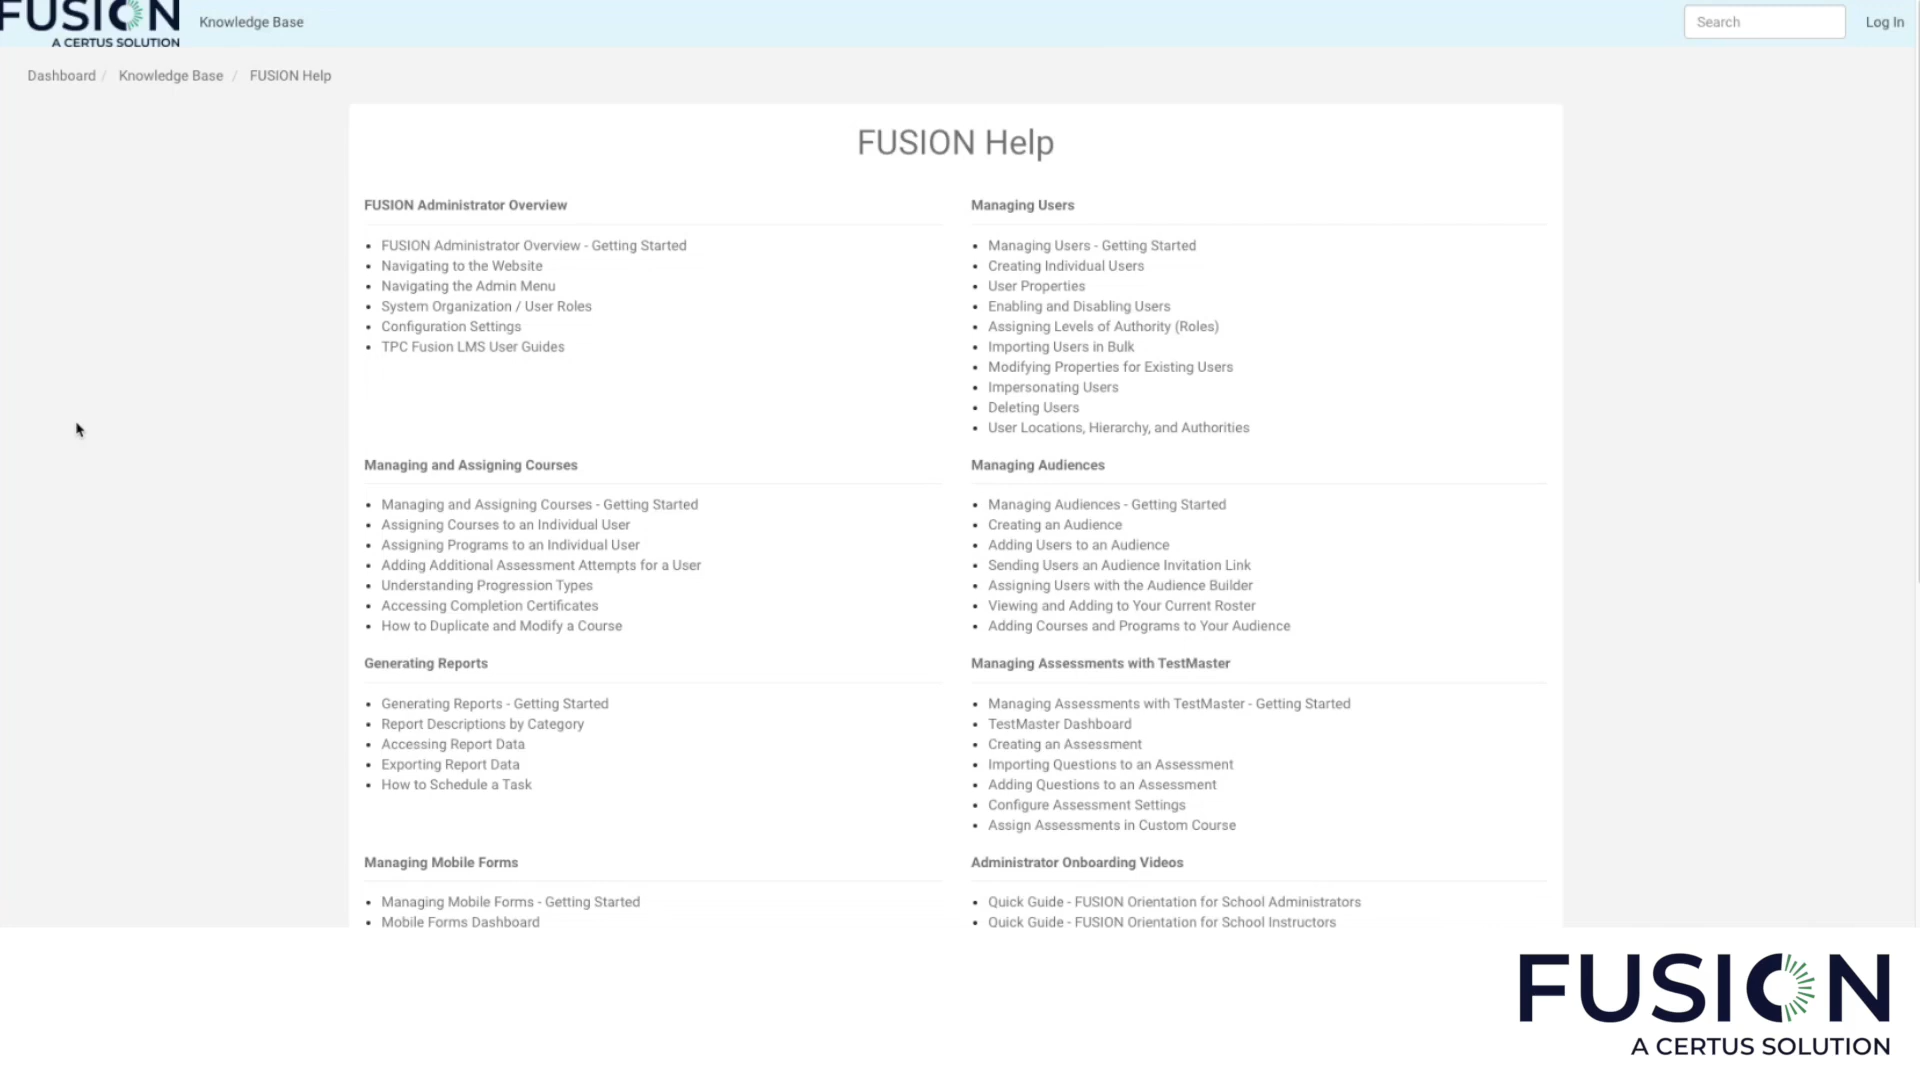 FUSION
A CERTUS SOLUTION
Knowledge Base
Search
Log In
Dashboard / Knowledge Base / FUSION Help
FUSION Help
FUSION Administrator Overview
• FUSION Administrator Overview - Getting Started
• Navigating to the Website
• Navigating the Admin Menu
• System Organization / User Roles
• Configuration Settings
• TPC Fusion LMS User Guides
Managing Users
• Managing Users - Getting Started
• Creating Individual Users
• User Properties
• Enabling and Disabling Users
• Assigning Levels of Authority (Roles)
• Importing Users in Bulk
• Modifying Properties for Existing Users
• Impersonating Users
• Deleting Users
• User Locations, Hierarchy, and Authorities
Managing and Assigning Courses
• Managing and Assigning Courses - Getting Started
• Assigning Courses to an Individual User
• Assigning Programs to an Individual User
• Adding Additional Assessment Attempts for a User
• Understanding Progression Types
• Accessing Completion Certificates
• How to Duplicate and Modify a Course
Managing Audiences
• Managing Audiences - Getting Started
• Creating an Audience
• Adding Users to an Audience
• Sending Users an Audience Invitation Link
• Assigning Users with the Audience Builder
• Viewing and Adding to Your Current Roster
• Adding Courses and Programs to Your Audience
Generating Reports
• Generating Reports - Getting Started
• Report Descriptions by Category
• Accessing Report Data
• Exporting Report Data
• How to Schedule a Task
Managing Assessments with TestMaster
• Managing Assessments with TestMaster - Getting Started
• TestMaster Dashboard
• Creating an Assessment
• Importing Questions to an Assessment
• Adding Questions to an Assessment
• Configure Assessment Settings
• Assign Assessments in Custom Course
Managing Mobile Forms
• Managing Mobile Forms - Getting Started
• Mobile Forms Dashboard
Administrator Onboarding Videos
• Quick Guide - FUSION Orientation for School Administrators
• Quick Guide - FUSION Orientation for School Instructors
FUSION
A CERTUS SOLUTION